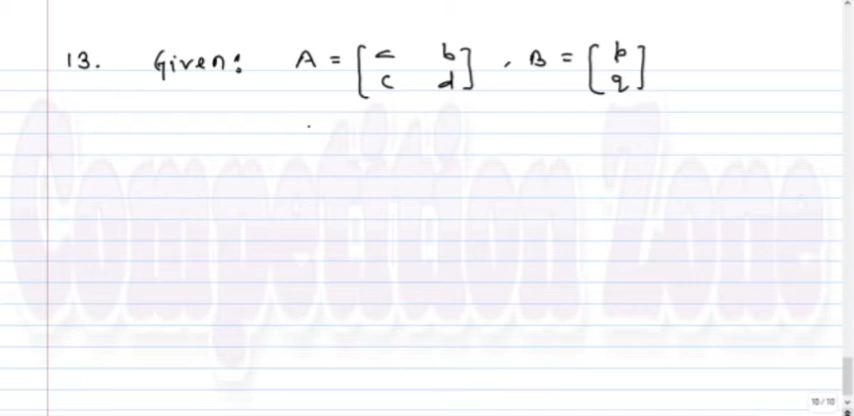 13. Given: A = [c b] , B = [p]
[c d] [q]
Competition Zone
10 / 10